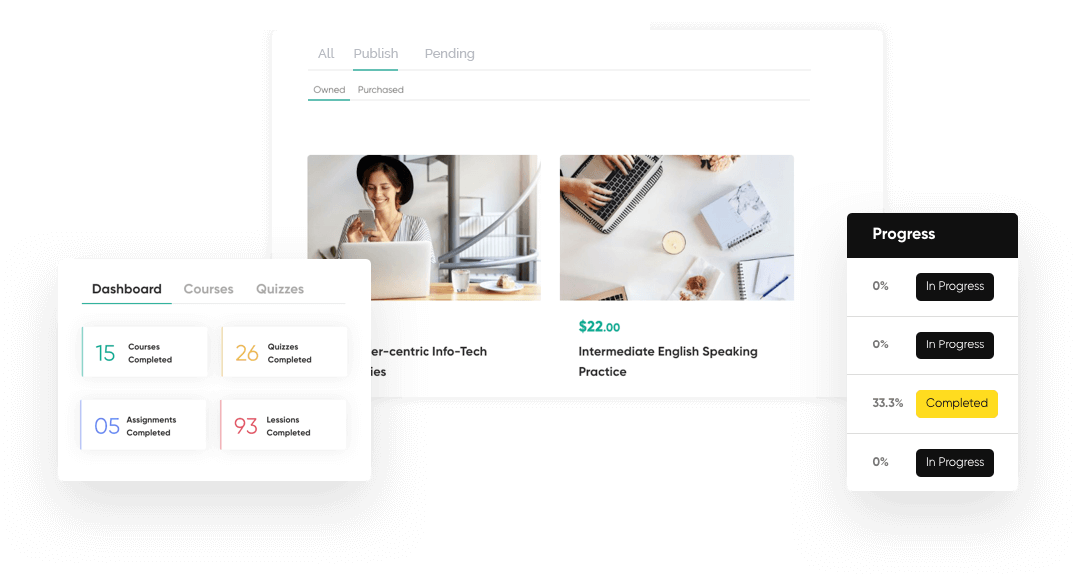 All Publish Pending
Owned Purchased
$22.00
Intermediate English Speaking
Practice
er-centric Info-Tech
ies
Dashboard Courses Quizzes
15 Courses
Completed
26 Quizzes
Completed
05 Assignments
Completed
93 Lessions
Completed
Progress
0% In Progress
0% In Progress
33.3% Completed
0% In Progress